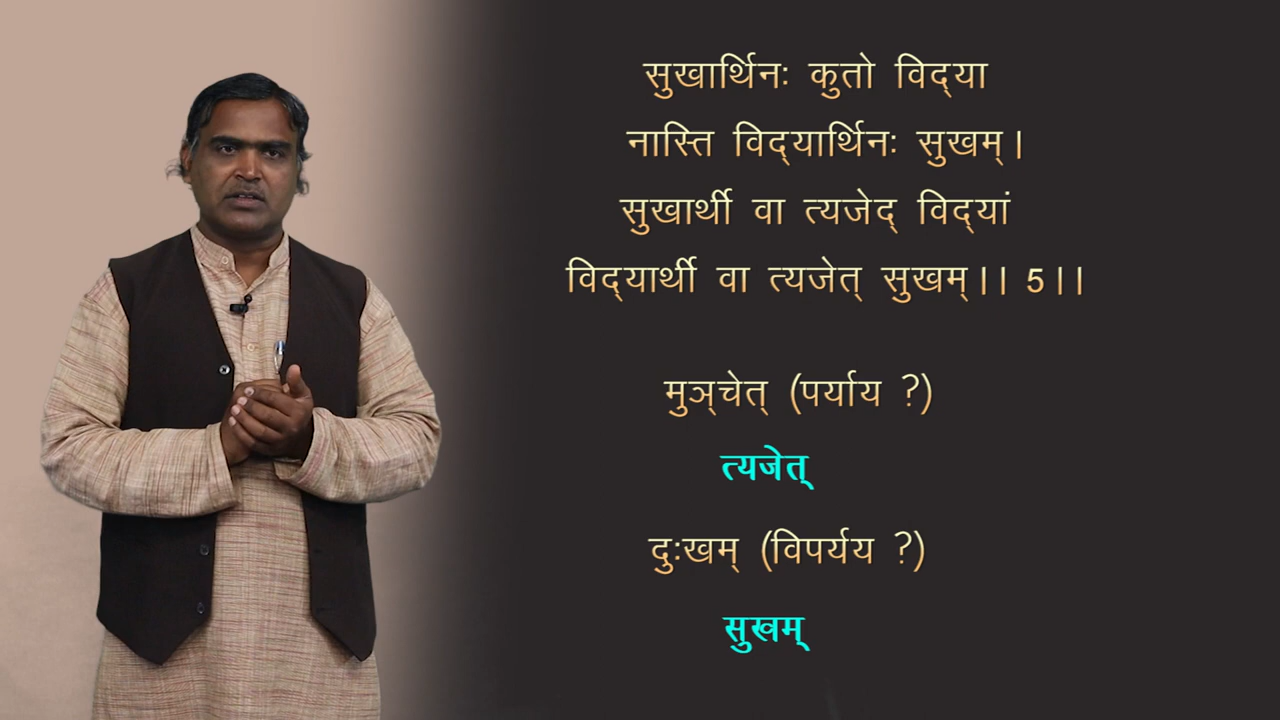 सुखार्थिनः कुतो विद्‌या
नास्ति विद्‌यार्थिनः सुखम्।
सुखार्थी वा त्यजेद् विद्‌यां
विद्‌यार्थी वा त्यजेत् सुखम्।। 5।।
मुञ्चेत् (पर्याय ?)
त्यजेत्
दुःखम् (विपर्यय ?)
सुखम्